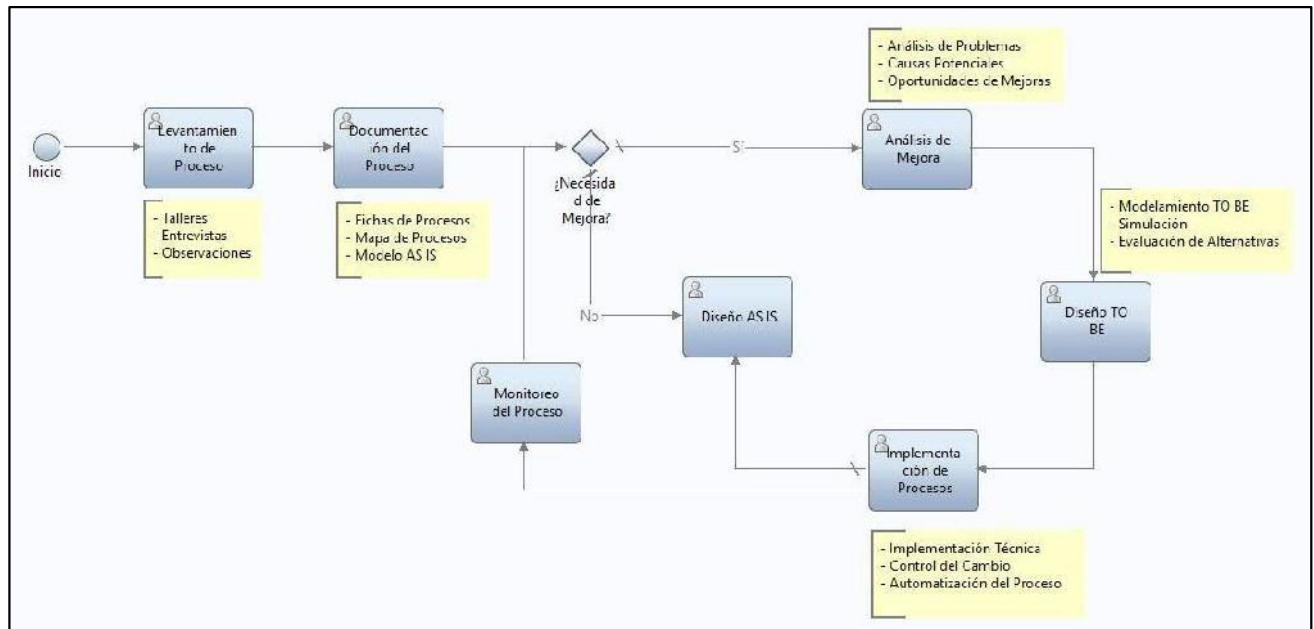 - Análisis de Problemas
- Causas Potenciales
- Oportunidades de Mejoras
Inicio
Levantamie
nto de
Proceso
Documentac
ión del
Proceso
¿Necesida
d de
Mejora?
Sí
Análisis de
Mejora
- Talleres
Entrevistas
- Observaciones
- Fichas de Procesos
- Mapa de Procesos
- Modelo AS IS
- Modelamiento TO BE
Simulación
- Evaluación de Alternativas
No
Diseño AS IS
Diseño TO
BE
Monitoreo
del Proceso
Implementa
ción de
Procesos
- Implementación Técnica
- Control del Cambio
- Automatización del Proceso